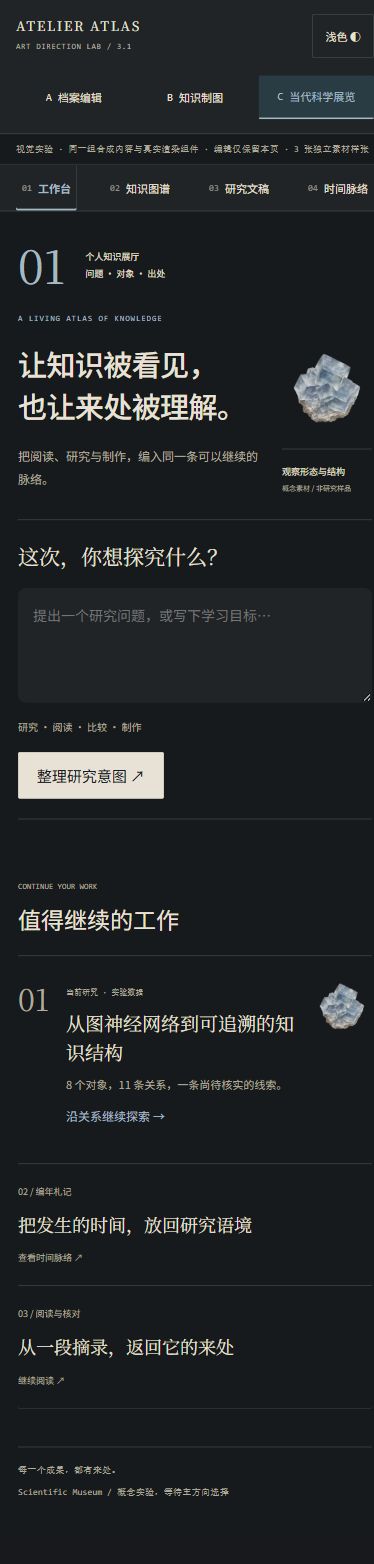 ATELIER ATLAS
ART DIRECTION LAB / 3.1
浅色
A 档案编辑
B 知识制图
C 当代科学展览
视觉实验 · 同一组合成内容与真实渲染组件 · 编辑仅保留本页 · 3 张独立素材样张
01 工作台
02 知识图谱
03 研究文稿
04 时间脉络
01
个人知识展厅
问题 · 对象 · 出处
A LIVING ATLAS OF KNOWLEDGE
让知识被看见，
也让来处被理解。
把阅读、研究与制作，编入同一条可以继续的
脉络。
观察形态与结构
概念素材 / 非研究样品
这次，你想探究什么？
提出一个研究问题，或写下学习目标…
研究 · 阅读 · 比较 · 制作
整理研究意图 ↗
CONTINUE YOUR WORK
值得继续的工作
01
当前研究 · 实验数据
从图神经网络到可追溯的知
识结构
8 个对象，11 条关系，一条尚待核实的线索。
沿关系继续探索 →
02 / 编年札记
把发生的时间，放回研究语境
查看时间脉络 ↗
03 / 阅读与核对
从一段摘录，返回它的来处
继续阅读 ↗
每一个成果，都有来处。
Scientific Museum / 概念实验，等待主方向选择